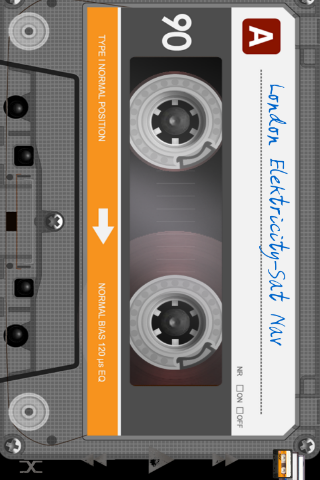 A
London Elektricity-Sat Nav
NR □ON □OFF
90
TYPE I NORMAL POSITION
NORMAL BIAS 120 µs EQ